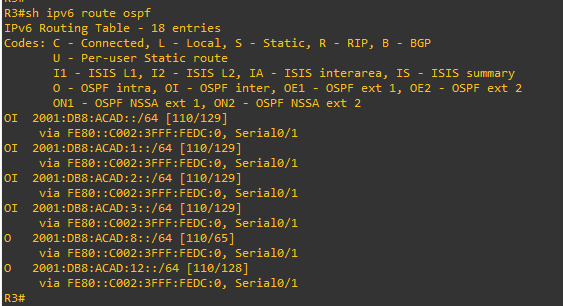 R3#sh ipv6 route ospf
IPv6 Routing Table - 18 entries
Codes: C - Connected, L - Local, S - Static, R - RIP, B - BGP
       U - Per-user Static route
       I1 - ISIS L1, I2 - ISIS L2, IA - ISIS interarea, IS - ISIS summary
       O - OSPF intra, OI - OSPF inter, OE1 - OSPF ext 1, OE2 - OSPF ext 2
       ON1 - OSPF NSSA ext 1, ON2 - OSPF NSSA ext 2
OI  2001:DB8:ACAD::/64 [110/129]
     via FE80::C002:3FFF:FEDC:0, Serial0/1
OI  2001:DB8:ACAD:1::/64 [110/129]
     via FE80::C002:3FFF:FEDC:0, Serial0/1
OI  2001:DB8:ACAD:2::/64 [110/129]
     via FE80::C002:3FFF:FEDC:0, Serial0/1
OI  2001:DB8:ACAD:3::/64 [110/129]
     via FE80::C002:3FFF:FEDC:0, Serial0/1
O   2001:DB8:ACAD:8::/64 [110/65]
     via FE80::C002:3FFF:FEDC:0, Serial0/1
O   2001:DB8:ACAD:12::/64 [110/128]
     via FE80::C002:3FFF:FEDC:0, Serial0/1
R3#